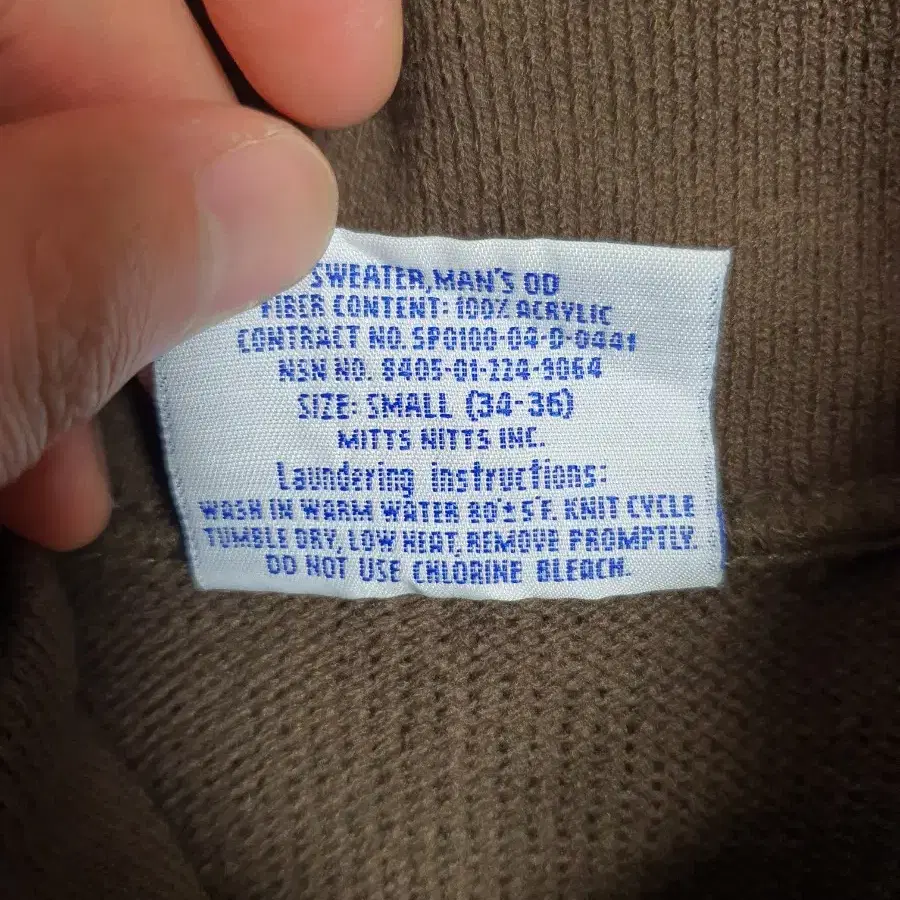 SWEATER, MAN'S OD
FIBER CONTENT: 100% ACRYLIC
CONTRACT NO. SP0100-04-D-0441
NSN NO. 8405-01-224-3064
SIZE: SMALL (34-36)
MITTS NITTS INC.
Laundering instructions:
WASH IN WARM WATER 80°±5°F. KNIT CYCLE
TUMBLE DRY, LOW HEAT, REMOVE PROMPTLY.
DO NOT USE CHLORINE BLEACH.